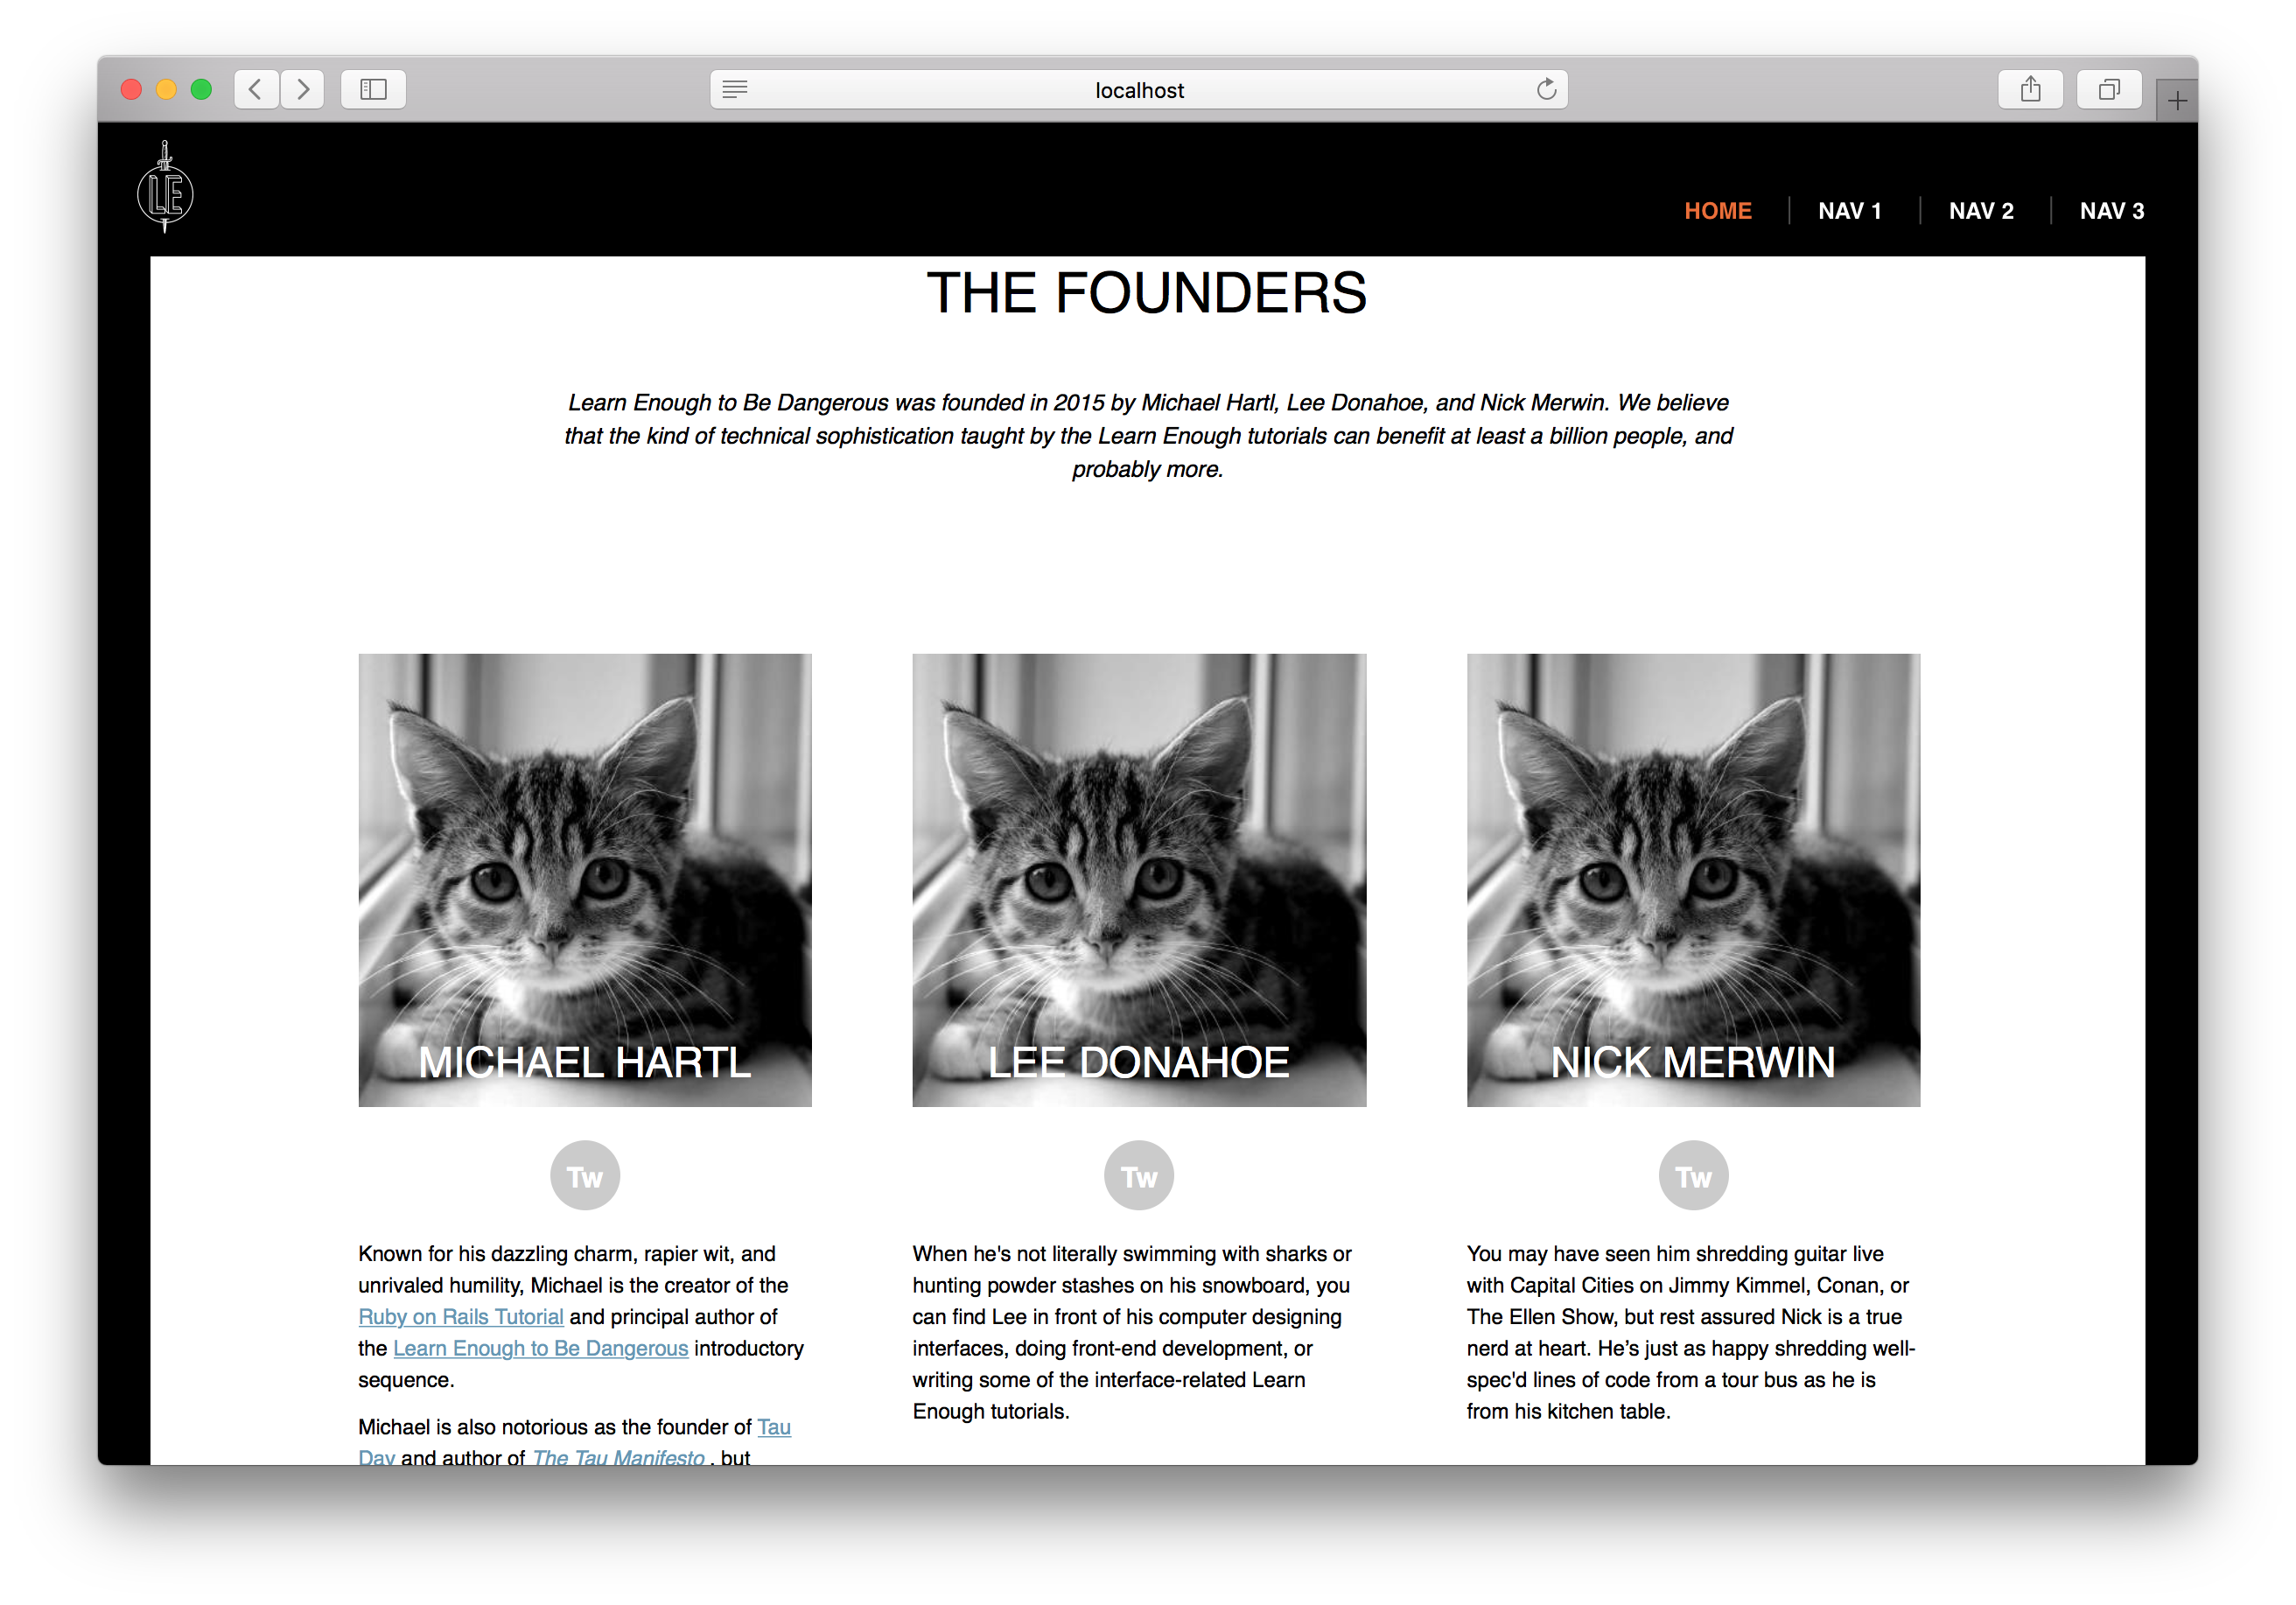 localhost
LE
HOME
NAV 1
NAV 2
NAV 3
THE FOUNDERS
Learn Enough to Be Dangerous was founded in 2015 by Michael Hartl, Lee Donahoe, and Nick Merwin. We believe
that the kind of technical sophistication taught by the Learn Enough tutorials can benefit at least a billion people, and
probably more.
MICHAEL HARTL
Tw
Known for his dazzling charm, rapier wit, and
unrivaled humility, Michael is the creator of the
Ruby on Rails Tutorial and principal author of
the Learn Enough to Be Dangerous introductory
sequence.
Michael is also notorious as the founder of Tau
Day and author of The Tau Manifesto , but
LEE DONAHOE
Tw
When he's not literally swimming with sharks or
hunting powder stashes on his snowboard, you
can find Lee in front of his computer designing
interfaces, doing front-end development, or
writing some of the interface-related Learn
Enough tutorials.
NICK MERWIN
Tw
You may have seen him shredding guitar live
with Capital Cities on Jimmy Kimmel, Conan, or
The Ellen Show, but rest assured Nick is a true
nerd at heart. He’s just as happy shredding well-
spec'd lines of code from a tour bus as he is
from his kitchen table.